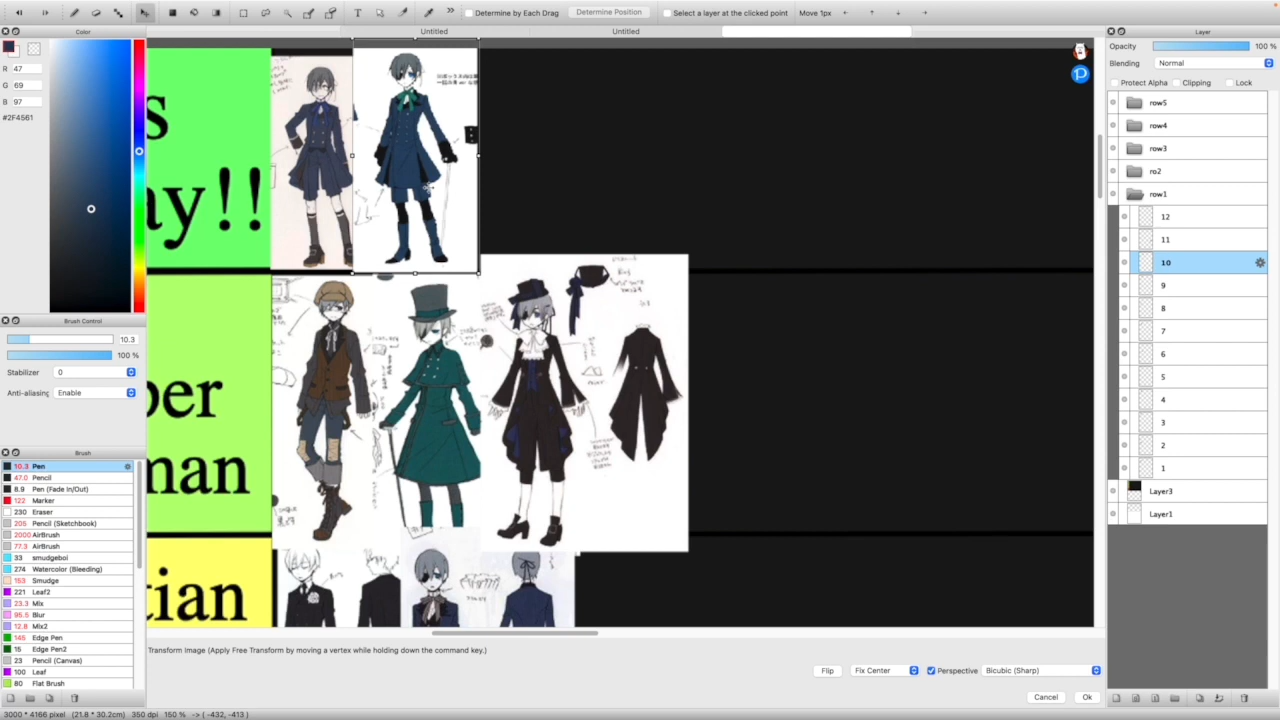 Determine by Each Drag
Determine Position
Select a layer at the clicked point
Move 1px
Color
Untitled
Untitled
Layer
R 47
G 69
B 97
#2F4561
Opacity
100 %
Blending
Normal
Protect Alpha
Clipping
Lock
row5
row4
row3
ro2
row1
12
11
10
9
8
7
6
5
4
3
2
1
Layer3
Layer1
s
ay!!
per
man
tian
Brush Control
10.3
100 %
Stabilizer
0
Anti-aliasing
Enable
Brush
10.3 Pen
47.0 Pencil
8.9 Pen (Fade In/Out)
122 Marker
230 Eraser
205 Pencil (Sketchbook)
2000 AirBrush
77.3 AirBrush
33 smudgeboi
274 Watercolor (Bleeding)
153 Smudge
221 Leaf2
23.3 Mix
95.5 Blur
12.8 Mix2
145 Edge Pen
15 Edge Pen2
23 Pencil (Canvas)
100 Leaf
80 Flat Brush
Transform Image (Apply Free Transform by moving a vertex while holding down the command key.)
Flip
Fix Center
Perspective
Bicubic (Sharp)
Cancel
Ok
3000 * 4166 pixel (21.8 * 30.2cm) 350 dpi 150 % -> ( -432, -413 )